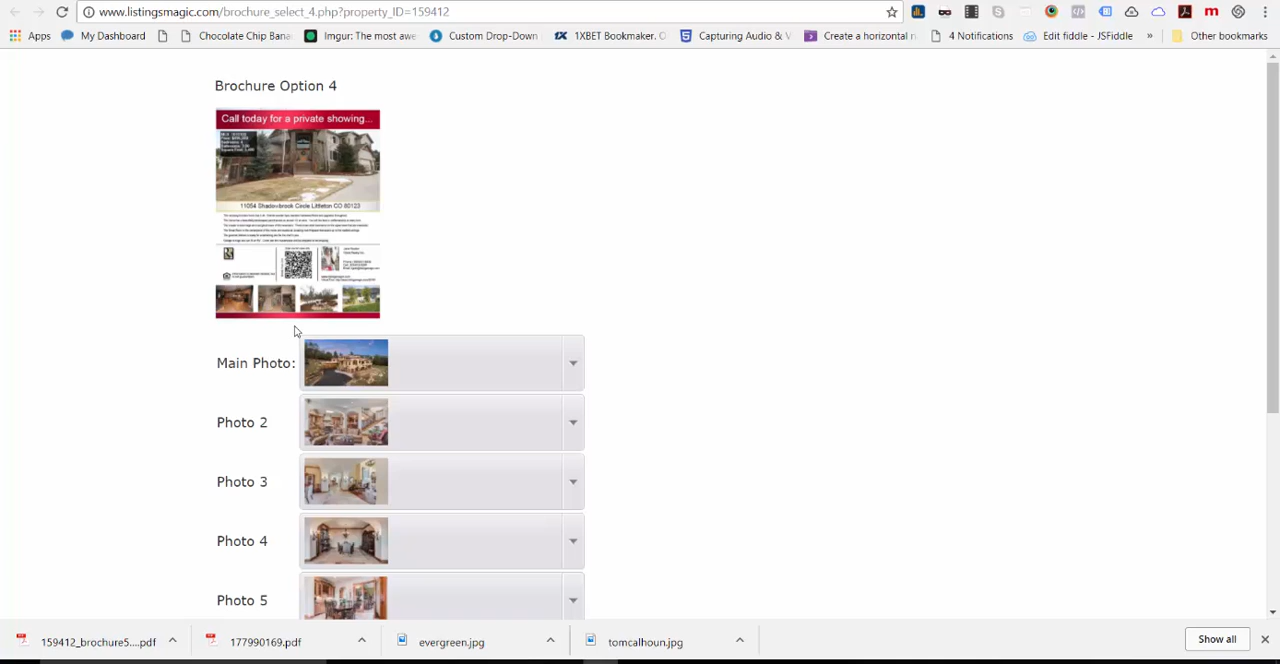 www.listingsmagic.com/brochure_select_4.php?property_ID=159412
Apps My Dashboard Chocolate Chip Bana Imgur: The most awe Custom Drop-Down 1XBET Bookmaker. O Capturing Audio & V Create a horizontal n 4 Notifications Edit fiddle - JSFiddle » Other bookmarks
Brochure Option 4
Call today for a private showing...
11054 Shadowbrook Circle Littleton CO 80123
Main Photo:
Photo 2
Photo 3
Photo 4
Photo 5
159412_brochure5....pdf 177990169.pdf evergreen.jpg tomcalhoun.jpg Show all